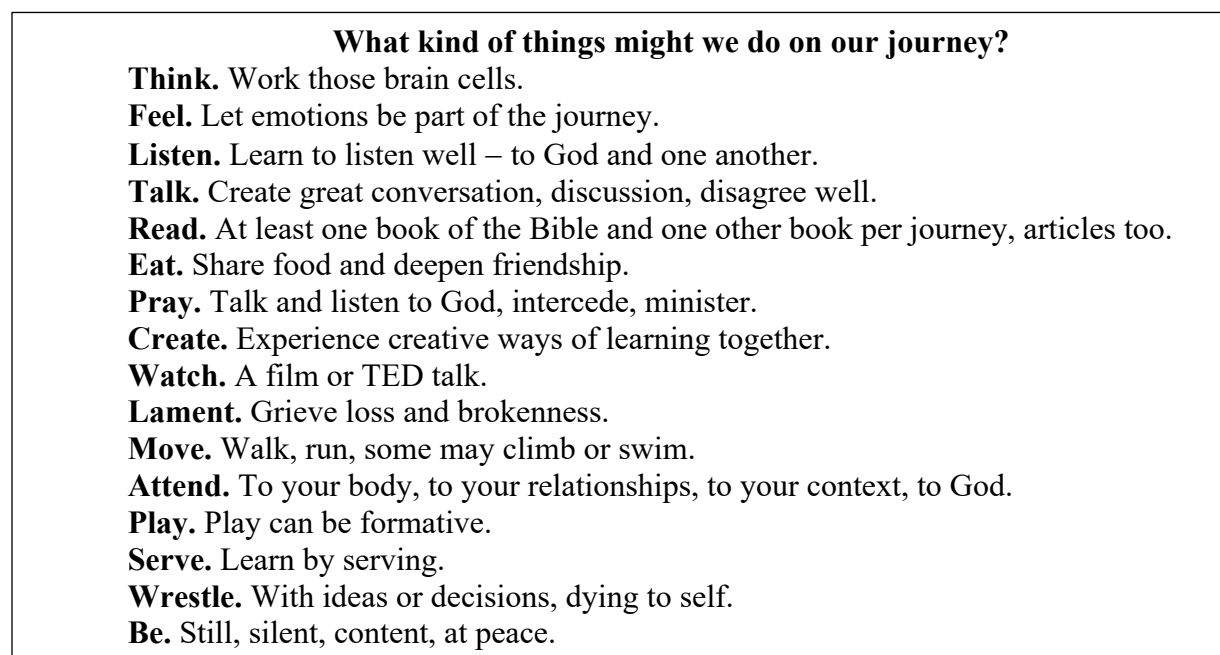 What kind of things might we do on our journey?
Think. Work those brain cells.
Feel. Let emotions be part of the journey.
Listen. Learn to listen well – to God and one another.
Talk. Create great conversation, discussion, disagree well.
Read. At least one book of the Bible and one other book per journey, articles too.
Eat. Share food and deepen friendship.
Pray. Talk and listen to God, intercede, minister.
Create. Experience creative ways of learning together.
Watch. A film or TED talk.
Lament. Grieve loss and brokenness.
Move. Walk, run, some may climb or swim.
Attend. To your body, to your relationships, to your context, to God.
Play. Play can be formative.
Serve. Learn by serving.
Wrestle. With ideas or decisions, dying to self.
Be. Still, silent, content, at peace.